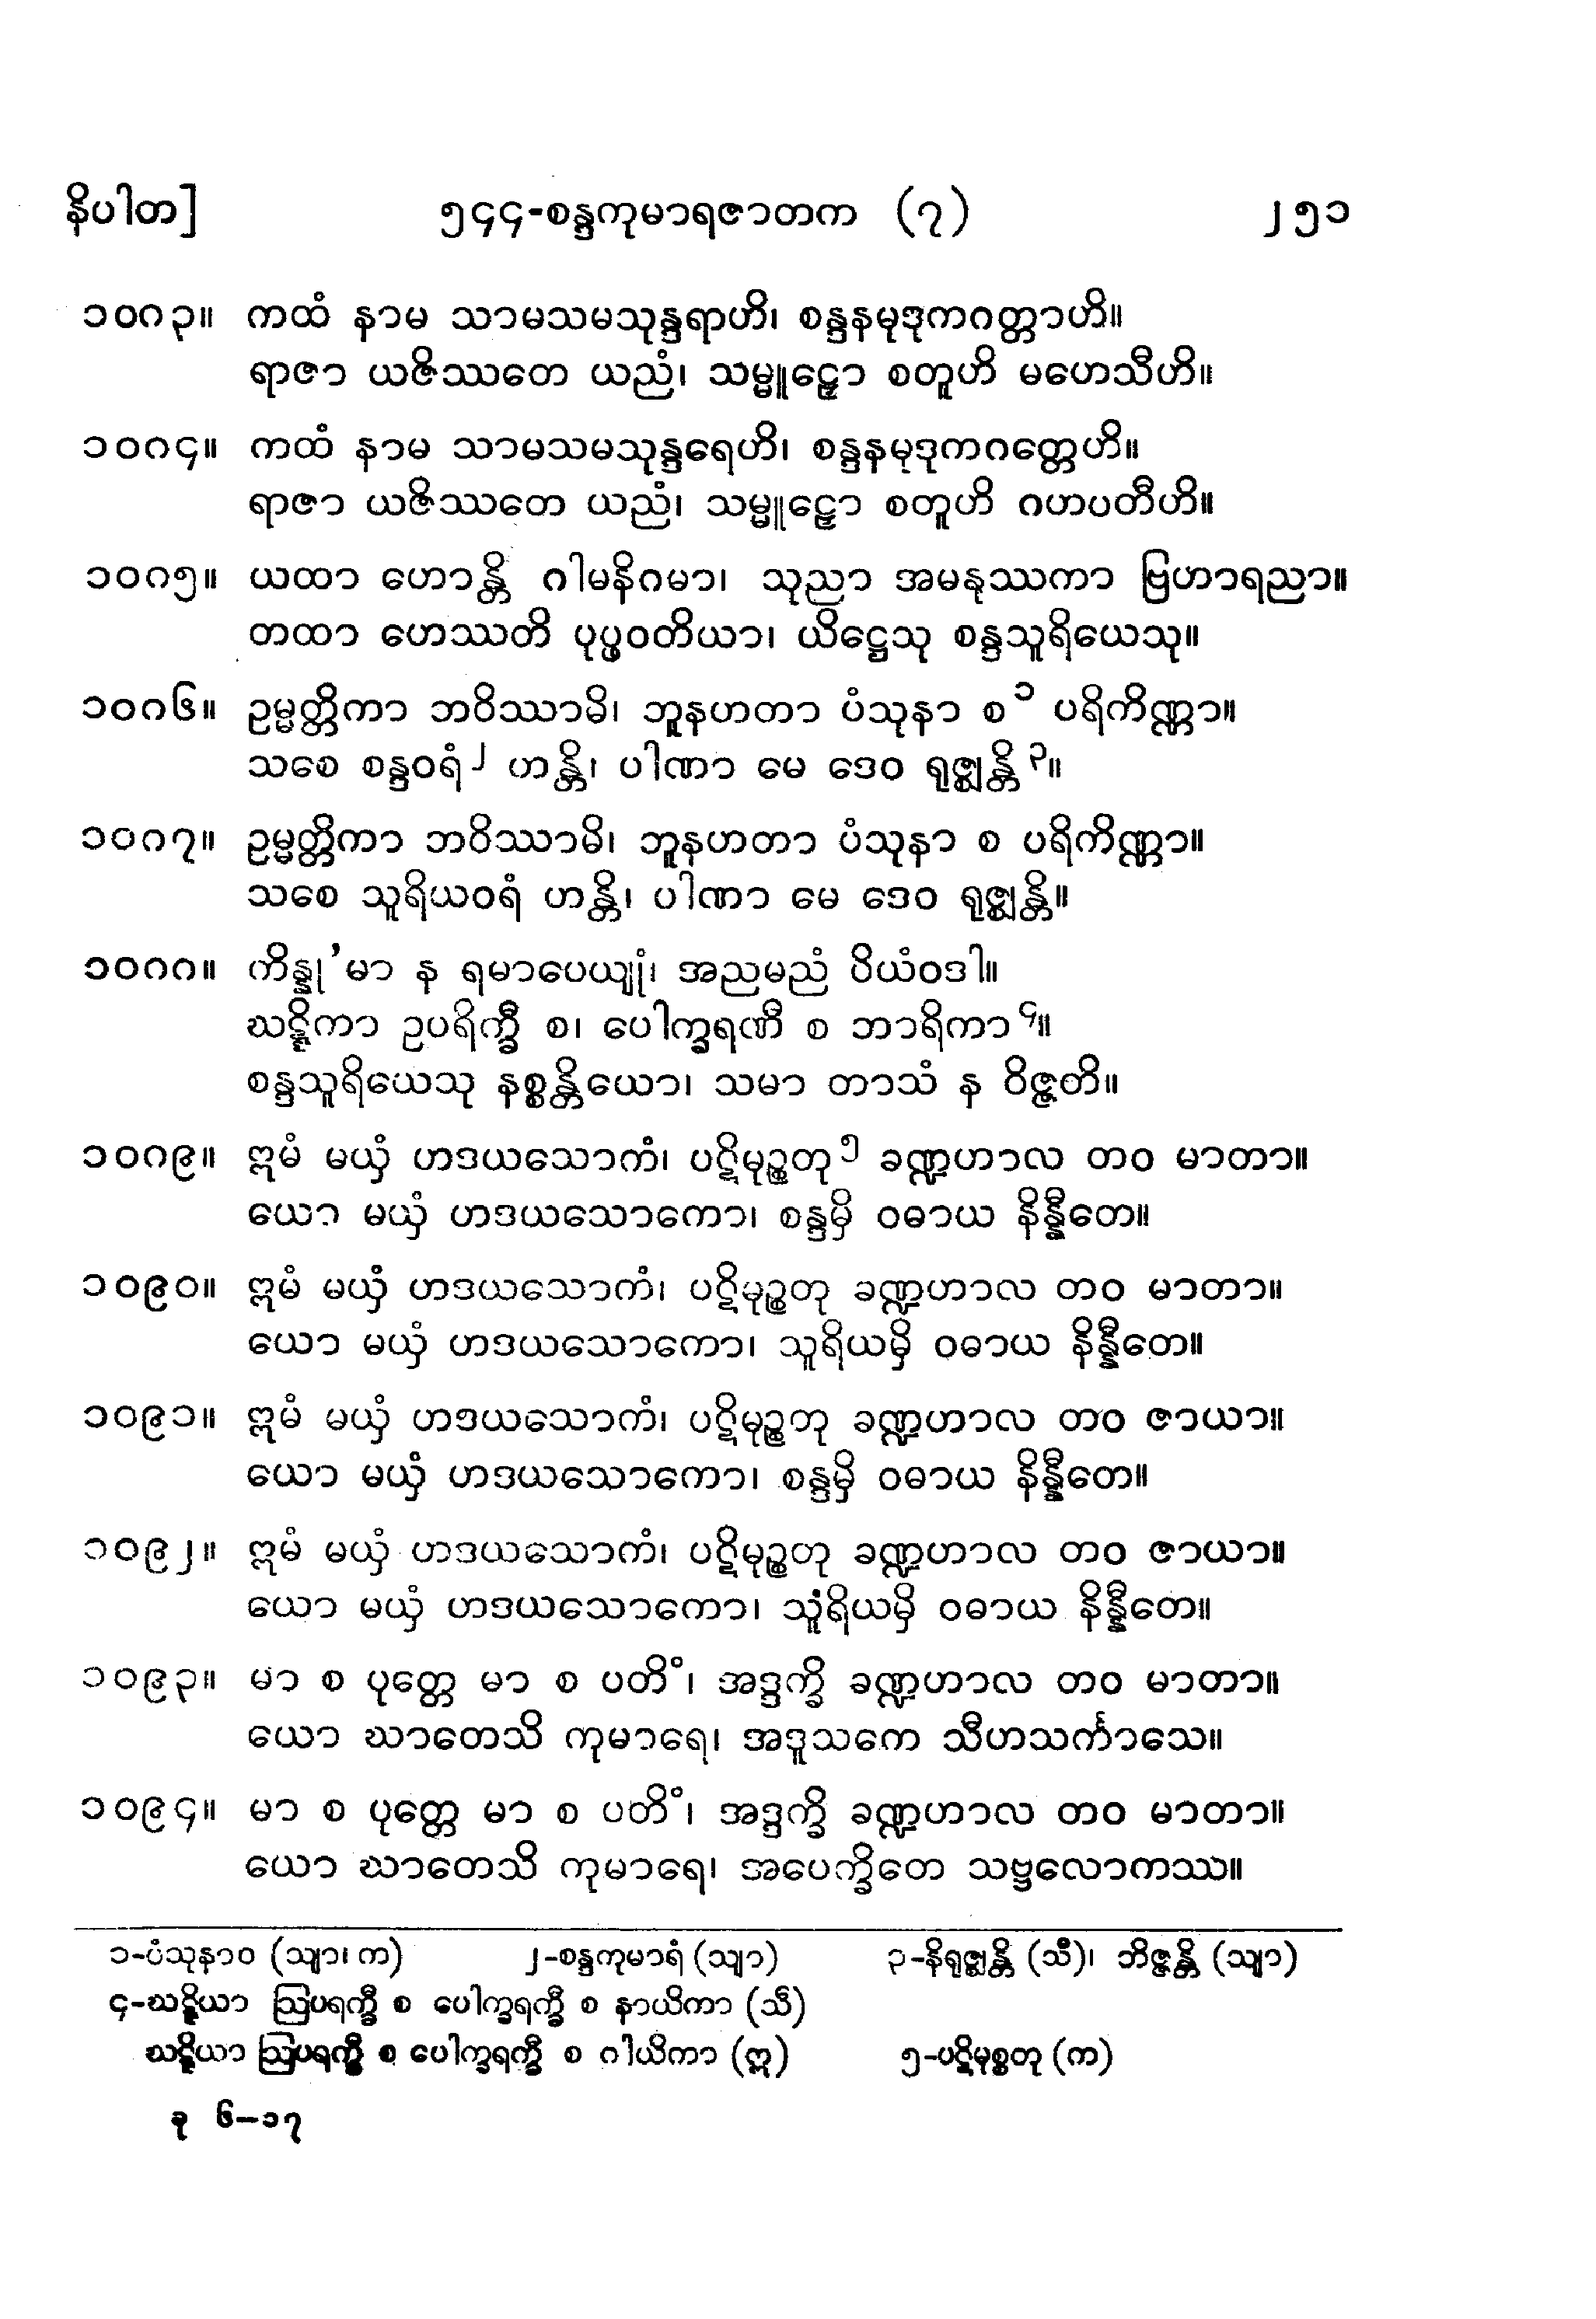 နိပါတ] ၅၄၄-စန္ဒကုမာရဇာတက (၇) ၂၅၁
၁၀၈၃။ ကထံ နာမ သာမသမသုန္ဒရာဟိ၊ စန္ဒနမုဒုကဂတ္တာဟိ။
ရာဇာ ယဇိဿတေ ယညံ၊ သမ္မူဠှော စတူဟိ မဟေသီဟိ။
၁၀၈၄။ ကထံ နာမ သာမသမသုန္ဒရေဟိ၊ စန္ဒနမုဒုကဂတ္တေဟိ။
ရာဇာ ယဇိဿတေ ယညံ၊ သမ္မူဠှော စတူဟိ ဂဟပတီဟိ။
၁၀၈၅။ ယထာ ဟောန္တိ ဂါမနိဂမာ၊ သုညာ အမနုဿကာ ဗြဟာရညာ။
တထာ ဟေဿတိ ပုပ္ဖဝတိယာ၊ ယိဋ္ဌေသု စန္ဒသူရိယေသု။
၁၀၈၆။ ဥမ္မတ္တိကာ ဘဝိဿာမိ၊ ဘူနဟတာ ပံသုနာ စ ၁ ပရိကိဏ္ဏာ။
သစေ စန္ဒဝရံ ၂ ဟန္တိ၊ ပါဏာ မေ ဒေဝ ရုဇ္ဈန္တိ ၃။
၁၀၈၇။ ဥမ္မတ္တိကာ ဘဝိဿာမိ၊ ဘူနဟတာ ပံသုနာ စ ပရိကိဏ္ဏာ။
သစေ သူရိယဝရံ ဟန္တိ၊ ပါဏာ မေ ဒေဝ ရုဇ္ဈန္တိ။
၁၀၈၈။ ကိန္နု’မာ န ရမာပေယျုံ၊ အညမညံ ပိယံဝဒါ။
ဃဋ္ဋိကာ ဥပရိက္ခီ စ၊ ပေါက္ခရဏီ စ ဘာရိကာ ၄။
စန္ဒသူရိယေသု နစ္စန္တိယော၊ သမာ တာသံ န ဝိဇ္ဇတိ။
၁၀၈၉။ ဣမံ မယှံ ဟဒယသောကံ၊ ပဋိမုဉ္စတု ၅ ခဏ္ဍဟာလ တဝ မာတာ။
ယော မယှံ ဟဒယသောကော၊ စန္ဒမှိ ဝဓာယ နိန္နီတေ။
၁၀၉၀။ ဣမံ မယှံ ဟဒယသောကံ၊ ပဋိမုဉ္စတု ခဏ္ဍဟာလ တဝ မာတာ။
ယော မယှံ ဟဒယသောကော၊ သူရိယမှိ ဝဓာယ နိန္နီတေ။
၁၀၉၁။ ဣမံ မယှံ ဟဒယသောကံ၊ ပဋိမုဉ္စတု ခဏ္ဍဟာလ တဝ ဇာယာ။
ယော မယှံ ဟဒယသောကော၊ စန္ဒမှိ ဝဓာယ နိန္နီတေ။
၁၀၉၂။ ဣမံ မယှံ ဟဒယသောကံ၊ ပဋိမုဉ္စတု ခဏ္ဍဟာလ တဝ ဇာယာ။
ယော မယှံ ဟဒယသောကော၊ သူရိယမှိ ဝဓာယ နိန္နီတေ။
၁၀၉၃။ မာ စ ပုတ္တေ မာ စ ပတိံ၊ အဒ္ဒက္ခိ ခဏ္ဍဟာလ တဝ မာတာ။
ယော ဃာတေသိ ကုမာရေ၊ အဒူသကေ သီဟသင်္ကာသေ။
၁၀၉၄။ မာ စ ပုတ္တေ မာ စ ပတိံ၊ အဒ္ဒက္ခိ ခဏ္ဍဟာလ တဝ မာတာ။
ယော ဃာတေသိ ကုမာရေ၊ အပေက္ခိတေ သဗ္ဗလောကဿ။
၁-ပံသုနာဝ (သျာ၊ က) ၂-စန္ဒကုမာရံ (သျာ) ၃-နိရုဇ္ဈန္တိ (သီ)၊ ဘိဇ္ဇန္တိ (သျာ)
၄-ဃဋ္ဋိယာ ဩပရက္ခီ စ ပေါက္ခရက္ခီ စ နာယိကာ (သီ)
ဃဋ္ဋိယာ ဩပရက္ခီ စ ပေါက္ခရက္ခီ စ ဂါယိကာ (ဣ) ၅-ပဋိမုစ္စတု (က)
ခု ၆–၁၇